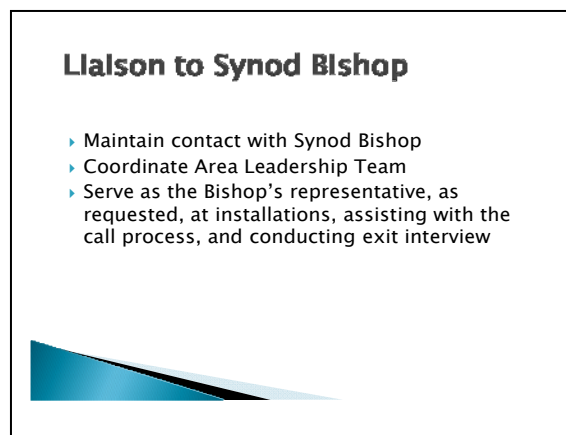 Liaison to Synod Bishop
Maintain contact with Synod Bishop
Coordinate Area Leadership Team
Serve as the Bishop's representative, as
requested, at installations, assisting with the
call process, and conducting exit interview